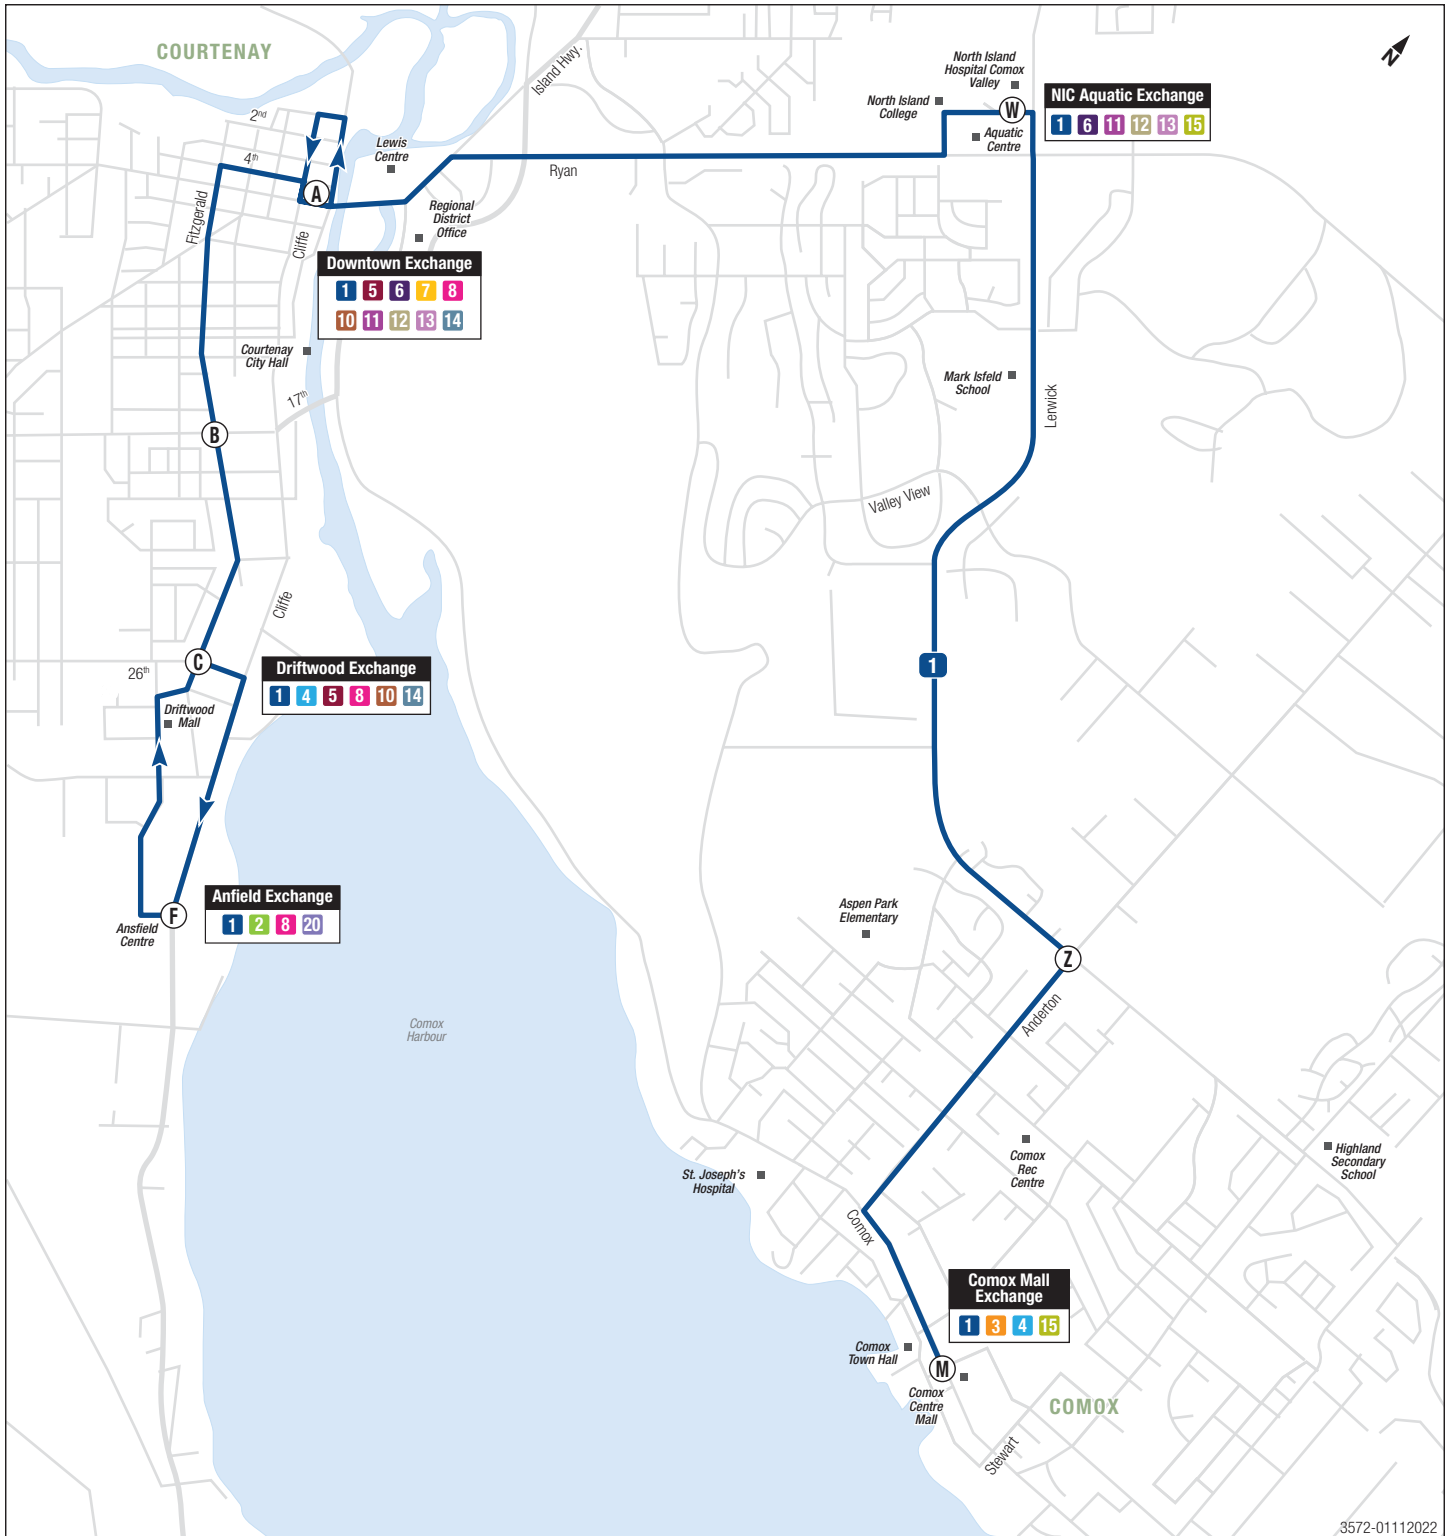 COURTENAY
N
North Island
Hospital Comox
Valley
North Island
College
W
Aquatic
Centre
NIC Aquatic Exchange
1 6 11 12 13 15
Island Hwy.
2nd
4th
Lewis
Centre
A
Ryan
Fitzgerald
Cliffe
Regional
District
Office
Downtown Exchange
1 5 6 7 8
10 11 12 13 14
Courtenay
City Hall
17th
Mark Isfeld
School
Lerwick
B
Valley View
Cliffe
C
26th
Driftwood Exchange
1 4 5 8 10 14
1
Driftwood
Mall
Anfield Exchange
1 2 8 20
F
Ansfield
Centre
Aspen Park
Elementary
Z
Anderton
Comox
Harbour
Comox
Rec
Centre
Highland
Secondary
School
St. Joseph's
Hospital
Comox
Comox Mall
Exchange
1 3 4 15
Comox
Town Hall
M
Comox
Centre
Mall
COMOX
Stewart
3572-01112022